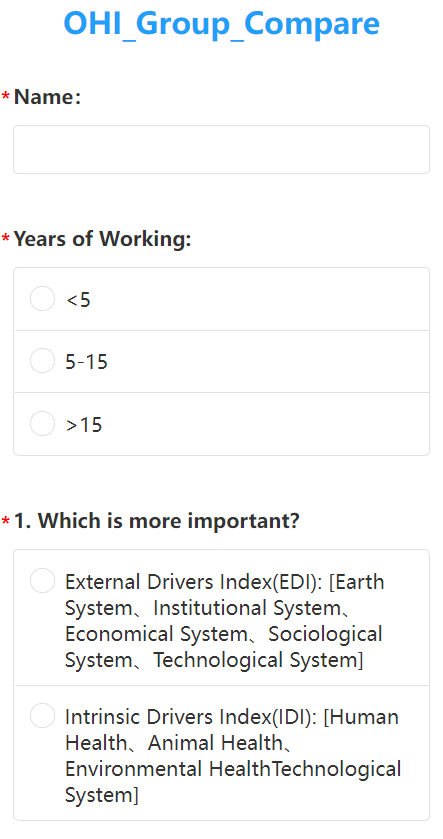 OHI_Group_Compare
*Name:
*Years of Working:
<5
5-15
>15
*1. Which is more important?
External Drivers Index(EDI): [Earth
System、Institutional System、
Economical System、Sociological
System、Technological System]
Intrinsic Drivers Index(IDI): [Human
Health、Animal Health、
Environmental HealthTechnological
System]